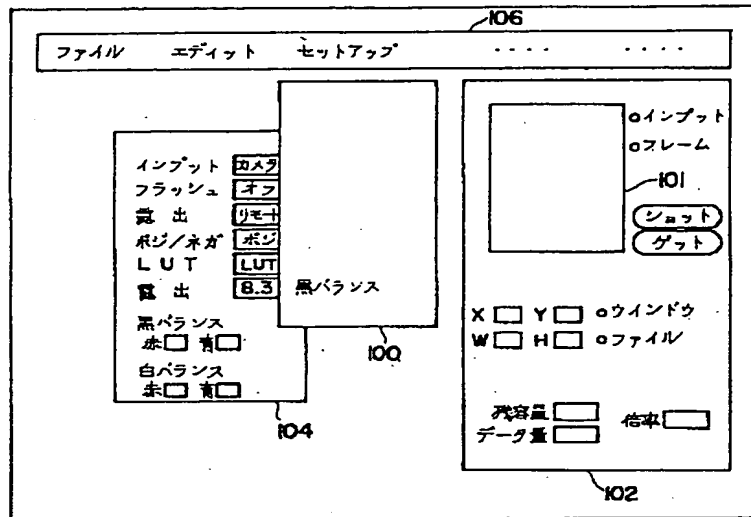 106
ファイル エディット セットアップ ‥‥ ‥‥
インプット カメラ
フラッシュ オフ
露出 リモート
ポジ/ネガ ポジ
LUT LUT
露出 8.3
黒バランス
赤 青
白バランス
赤 青
104
黒バランス
100
インプット
フレーム
101
ショット
ゲット
X Y ウインドウ
W H ファイル
残容量 倍率
データ量
102